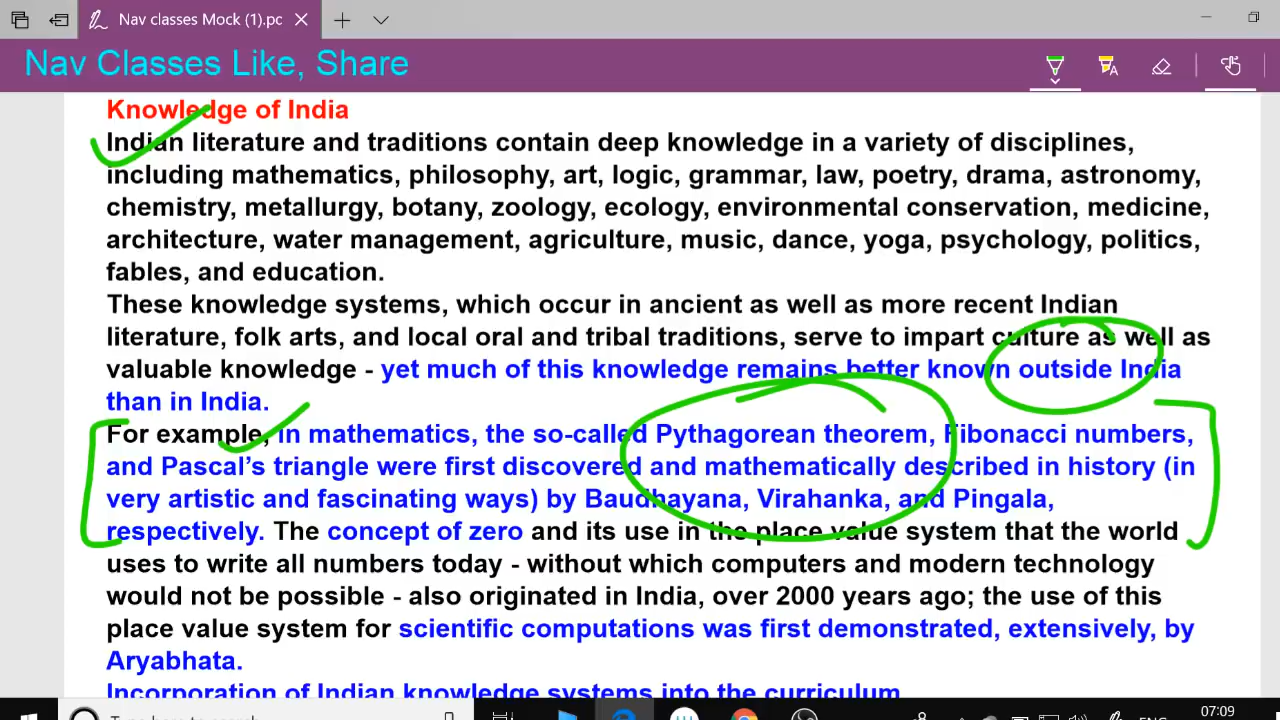 Nav classes Mock (1).pc
Nav Classes Like, Share
Knowledge of India
Indian literature and traditions contain deep knowledge in a variety of disciplines,
including mathematics, philosophy, art, logic, grammar, law, poetry, drama, astronomy,
chemistry, metallurgy, botany, zoology, ecology, environmental conservation, medicine,
architecture, water management, agriculture, music, dance, yoga, psychology, politics,
fables, and education.
These knowledge systems, which occur in ancient as well as more recent Indian
literature, folk arts, and local oral and tribal traditions, serve to impart culture as well as
valuable knowledge - yet much of this knowledge remains better known outside India
than in India.
For example, in mathematics, the so-called Pythagorean theorem, Fibonacci numbers,
and Pascal's triangle were first discovered and mathematically described in history (in
very artistic and fascinating ways) by Baudhayana, Virahanka, and Pingala,
respectively. The concept of zero and its use in the place value system that the world
uses to write all numbers today - without which computers and modern technology
would not be possible - also originated in India, over 2000 years ago; the use of this
place value system for scientific computations was first demonstrated, extensively, by
Aryabhata.
Incorporation of Indian knowledge systems into the curriculum
07:09